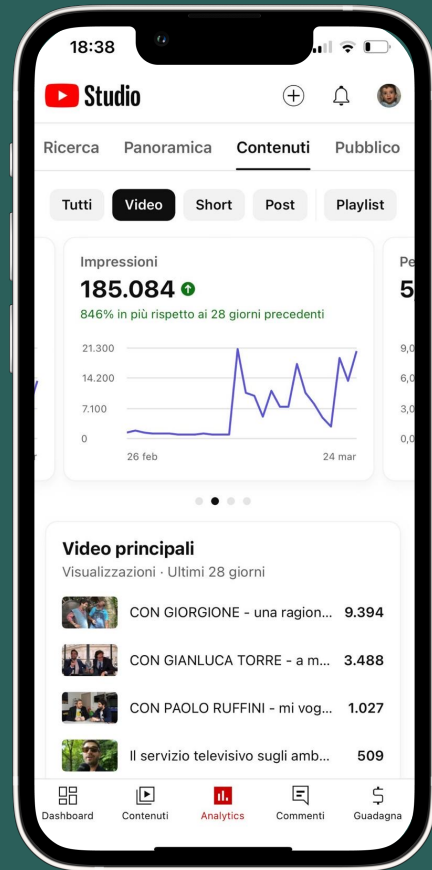 18:38
Studio
Ricerca Panoramica Contenuti Pubblico
Tutti Video Short Post Playlist
Impressioni
185.084
846% in più rispetto ai 28 giorni precedenti
21.300
14.200
7.100
0
26 feb 24 mar
Pe
5
9,0
6,0
3,0
0,0
Video principali
Visualizzazioni · Ultimi 28 giorni
CON GIORGIONE - una ragion... 9.394
CON GIANLUCA TORRE - a m... 3.488
CON PAOLO RUFFINI - mi vog... 1.027
Il servizio televisivo sugli amb... 509
Dashboard Contenuti Analytics Commenti Guadagna